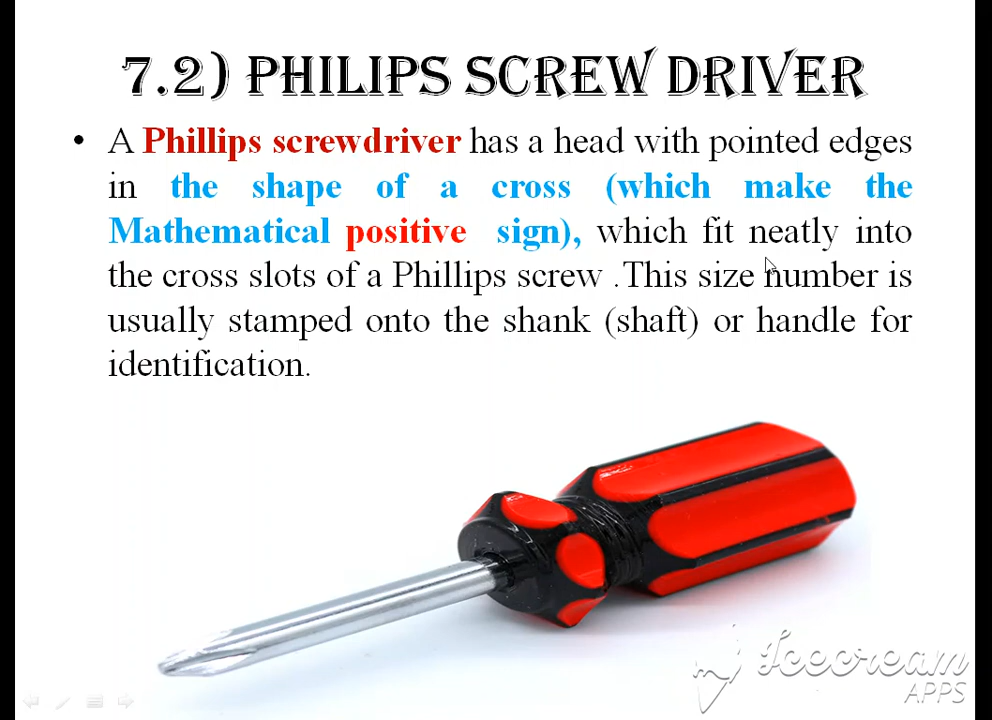 7.2) PHILIPS SCREW DRIVER
• A Phillips screwdriver has a head with pointed edges
in the shape of a cross (which make the
Mathematical positive sign), which fit neatly into
the cross slots of a Phillips screw .This size number is
usually stamped onto the shank (shaft) or handle for
identification.
Icecream
APPS